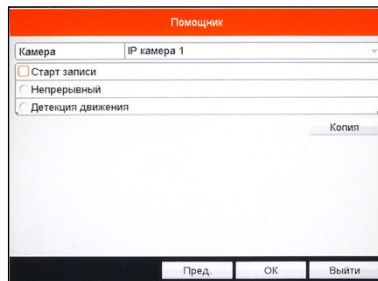 Помощник
Камера IP камера 1
Старт записи
Непрерывный
Детекция движения
Копия
Пред. OK Выйти